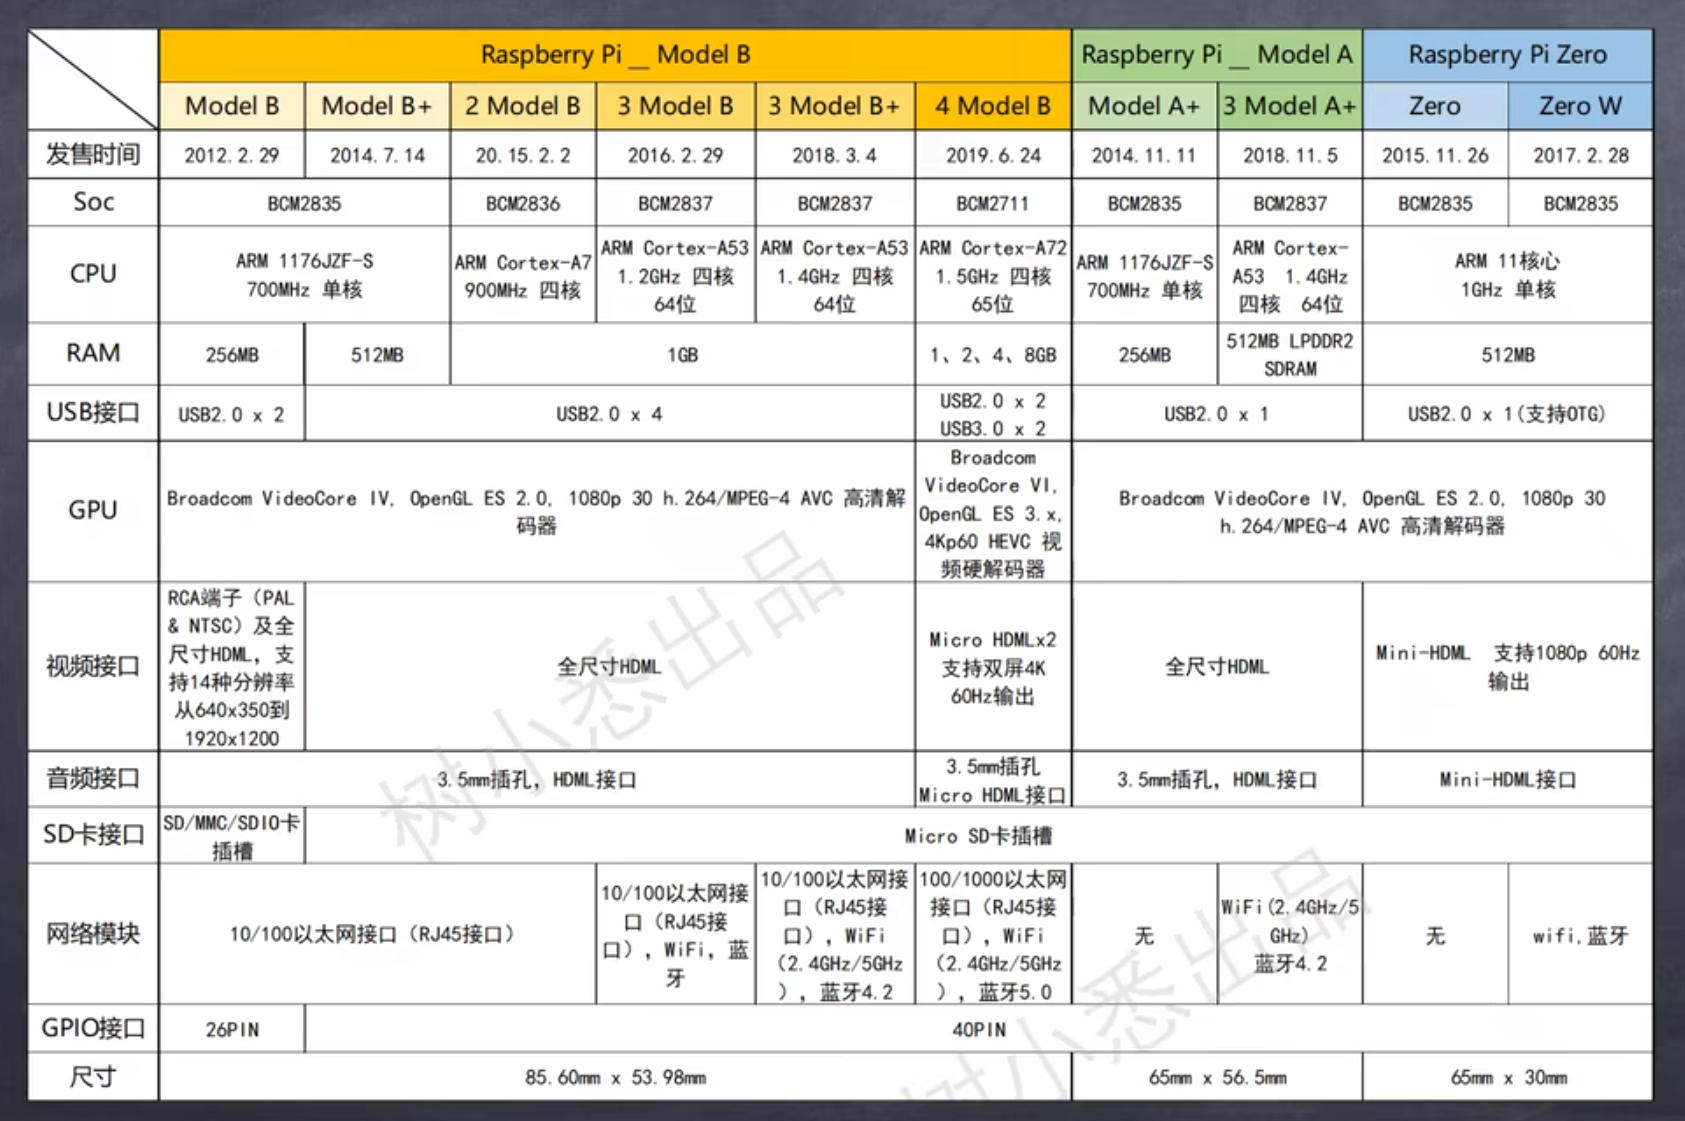 Raspberry Pi __ Model B
Raspberry Pi __ Model A
Raspberry Pi Zero
Model B
Model B+
2 Model B
3 Model B
3 Model B+
4 Model B
Model A+
3 Model A+
Zero
Zero W
发售时间
2012.2.29
2014.7.14
20.15.2.2
2016.2.29
2018.3.4
2019.6.24
2014.11.11
2018.11.5
2015.11.26
2017.2.28
Soc
BCM2835
BCM2836
BCM2837
BCM2837
BCM2711
BCM2835
BCM2837
BCM2835
BCM2835
CPU
ARM 1176JZF-S
700MHz 单核
ARM Cortex-A7
900MHz 四核
ARM Cortex-A53
1.2GHz 四核
64位
ARM Cortex-A53
1.4GHz 四核
64位
ARM Cortex-A72
1.5GHz 四核
65位
ARM 1176JZF-S
700MHz 单核
ARM Cortex-
A53 1.4GHz
四核 64位
ARM 11核心
1GHz 单核
RAM
256MB
512MB
1GB
1、2、4、8GB
256MB
512MB LPDDR2
SDRAM
512MB
USB接口
USB2.0 x 2
USB2.0 x 4
USB2.0 x 2
USB3.0 x 2
USB2.0 x 1
USB2.0 x 1(支持OTG)
GPU
Broadcom VideoCore IV, OpenGL ES 2.0, 1080p 30 h.264/MPEG-4 AVC 高清解
码器
Broadcom
VideoCore VI,
OpenGL ES 3.x,
4Kp60 HEVC 视
频硬解码器
Broadcom VideoCore IV, OpenGL ES 2.0, 1080p 30
h.264/MPEG-4 AVC 高清解码器
视频接口
RCA端子（PAL
& NTSC）及全
尺寸HDML，支
持14种分辨率
从640x350到
1920x1200
全尺寸HDML
Micro HDMLx2
支持双屏4K
60Hz输出
全尺寸HDML
Mini-HDML 支持1080p 60Hz
输出
音频接口
3.5mm插孔，HDML接口
3.5mm插孔
Micro HDML接口
3.5mm插孔，HDML接口
Mini-HDML接口
SD卡接口
SD/MMC/SDIO卡
插槽
Micro SD卡插槽
网络模块
10/100以太网接口（RJ45接口）
10/100以太网接
口（RJ45接
口），WiFi，蓝
牙
10/100以太网接
口（RJ45接
口），WiFi
（2.4GHz/5GHz
），蓝牙4.2
100/1000以太网
接口（RJ45接
口），WiFi
（2.4GHz/5GHz
），蓝牙5.0
无
WiFi(2.4GHz/5
GHz)
蓝牙4.2
无
wifi,蓝牙
GPIO接口
26PIN
40PIN
尺寸
85.60mm x 53.98mm
65mm x 56.5mm
65mm x 30mm
树小悉出品
树小悉出品